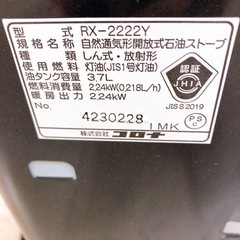 型式 RX-2222Y
規格名称 自然通気形開放式石油ストーブ
種類 しん式・放射形
使用燃料 灯油(JIS1号灯油)
油タンク容量 3.7L
燃料消費量 2.24kW(0.218L/h)
暖房出力 2.24kW
認証
JHIA
JIS S 2019
No. 4230228
LMK
PS
C
株式会社コロナ